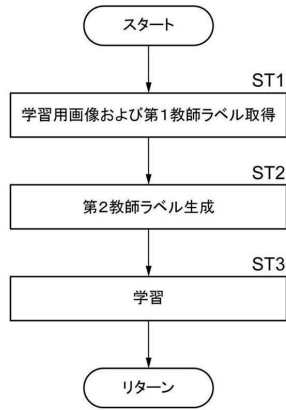 スタート
ST1
学習用画像および第1教師ラベル取得
ST2
第2教師ラベル生成
ST3
学習
リターン